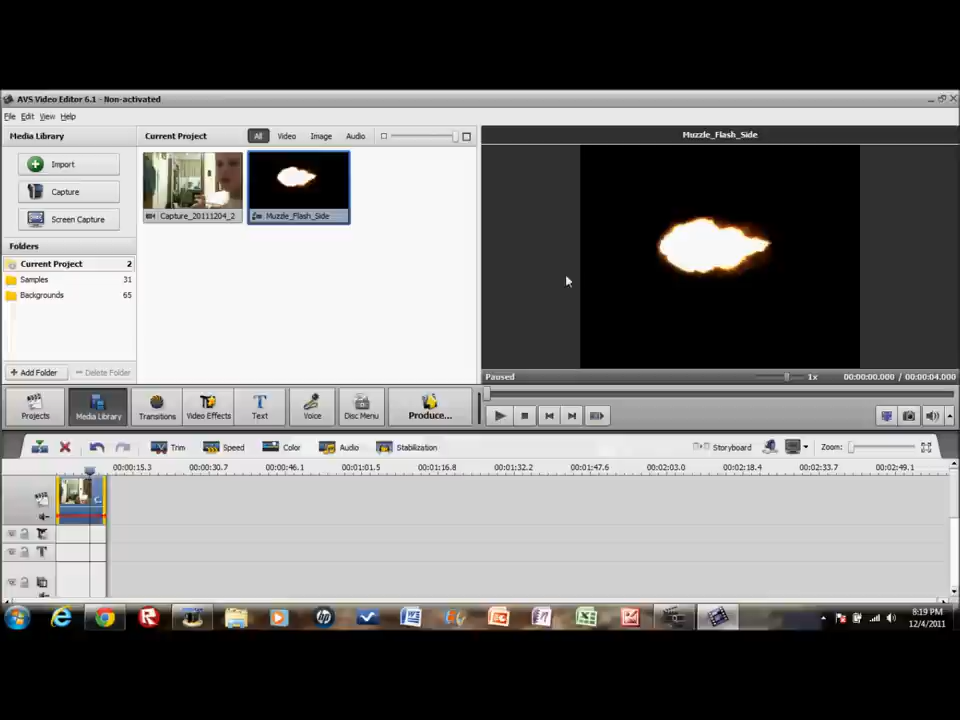 AVS Video Editor 6.1 - Non-activated
File Edit View Help
Media Library
Current Project All Video Image Audio
Muzzle_Flash_Side
Import
Capture
Screen Capture
Capture_20111204_2
Muzzle_Flash_Side
Folders
Current Project 2
Samples 31
Backgrounds 65
Add Folder Delete Folder
Paused 1x 00:00:00.000 / 00:00:04.000
Projects Media Library Transitions Video Effects Text Voice Disc Menu Produce...
Trim Speed Color Audio Stabilization Storyboard Zoom:
00:00:15.3 00:00:30.7 00:00:46.1 00:01:01.5 00:01:16.8 00:01:32.2 00:01:47.6 00:02:03.0 00:02:18.4 00:02:33.7 00:02:49.1
T
8:19 PM
12/4/2011